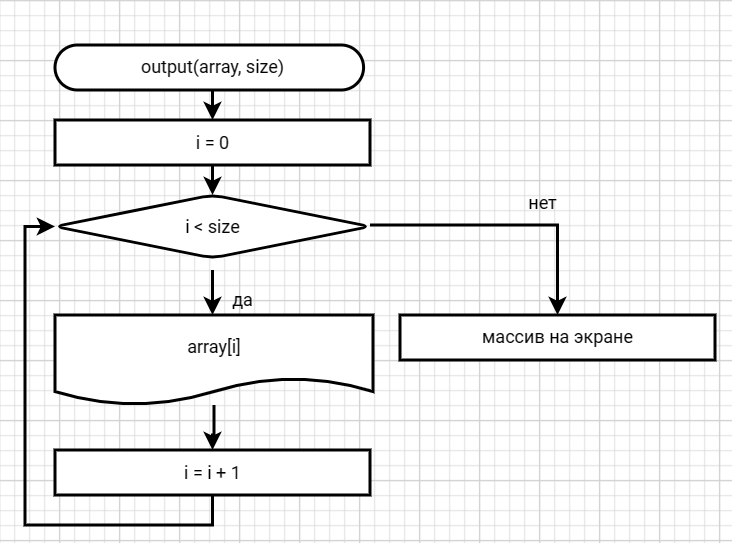 output(array, size)
i = 0
i < size
нет
да
array[i]
массив на экране
i = i + 1